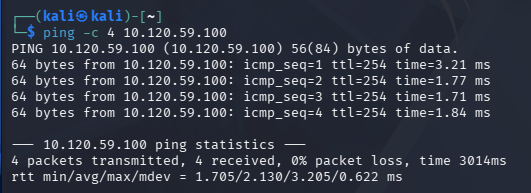 ┌──(kali㉿kali)-[~]
└─$ ping -c 4 10.120.59.100
PING 10.120.59.100 (10.120.59.100) 56(84) bytes of data.
64 bytes from 10.120.59.100: icmp_seq=1 ttl=254 time=3.21 ms
64 bytes from 10.120.59.100: icmp_seq=2 ttl=254 time=1.77 ms
64 bytes from 10.120.59.100: icmp_seq=3 ttl=254 time=1.71 ms
64 bytes from 10.120.59.100: icmp_seq=4 ttl=254 time=1.84 ms
--- 10.120.59.100 ping statistics ---
4 packets transmitted, 4 received, 0% packet loss, time 3014ms
rtt min/avg/max/mdev = 1.705/2.130/3.205/0.622 ms